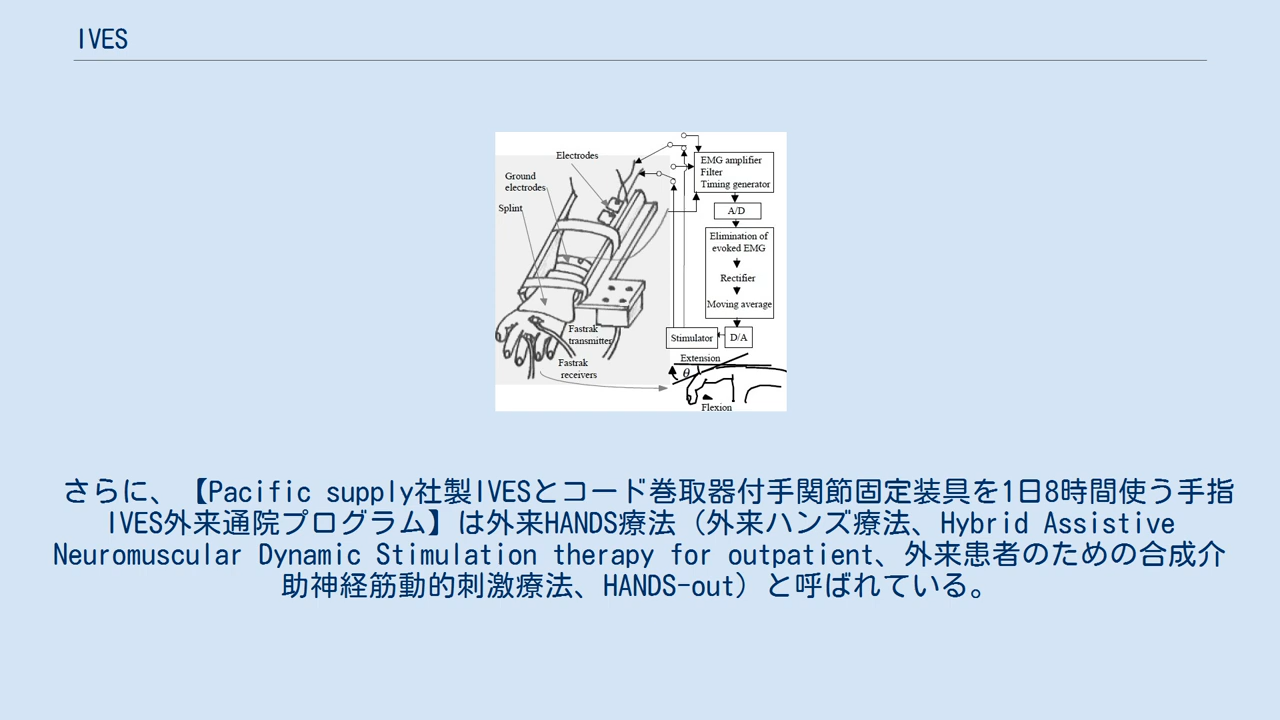 IVES
Electrodes
Ground
electrodes
Splint
Fastrak
transmitter
Fastrak
receivers
EMG amplifier
Filter
Timing generator
A/D
Elimination of
evoked EMG
Rectifier
Moving average
Stimulator
D/A
Extension
θ
Flexion
さらに、【Pacific supply社製IVESとコード巻取器付手関節固定装具を1日8時間使う手指
IVES外来通院プログラム】は外来HANDS療法（外来ハンズ療法、Hybrid Assistive
Neuromuscular Dynamic Stimulation therapy for outpatient、外来患者のための合成介
助神経筋動的刺激療法、HANDS-out）と呼ばれている。